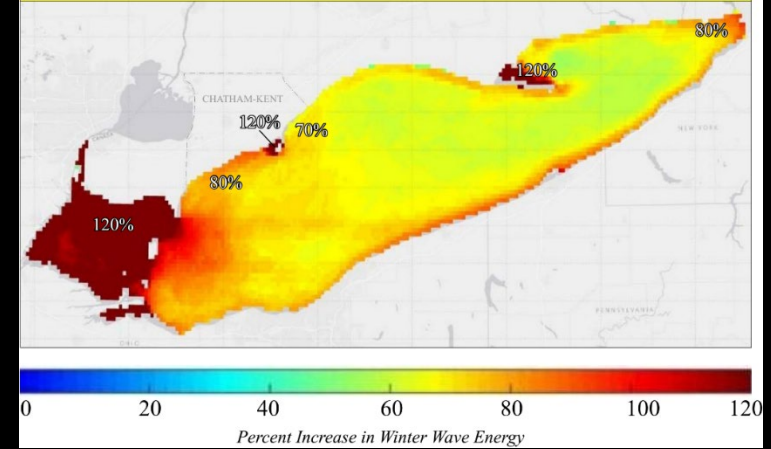 80%
120%
CHATHAM-KENT
120%
70%
80%
120%
NEW YORK
PENNSYLVANIA
OHIO
0 20 40 60 80 100 120
Percent Increase in Winter Wave Energy